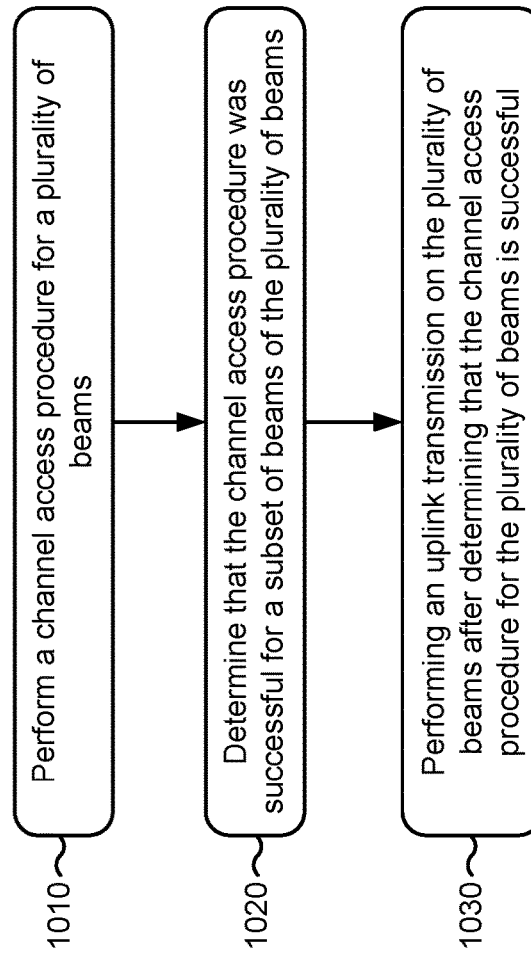 1010
Perform a channel access procedure for a plurality of
beams
1020
Determine that the channel access procedure was
successful for a subset of beams of the plurality of beams
1030
Performing an uplink transmission on the plurality of
beams after determining that the channel access
procedure for the plurality of beams is successful